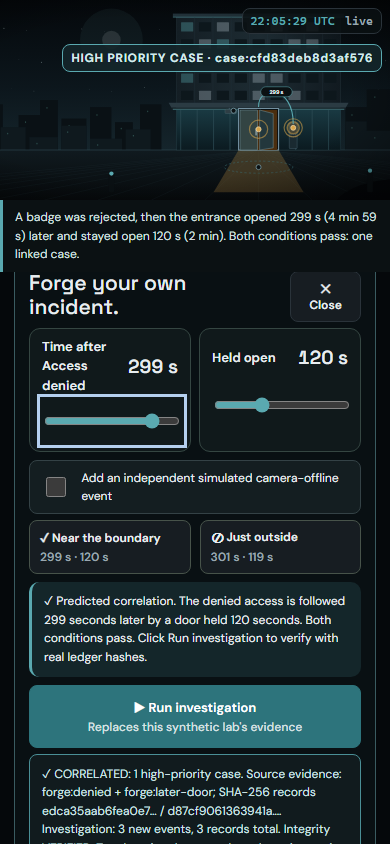 22:05:29 UTC live
HIGH PRIORITY CASE · case:cfd83deb8d3af576
299 s
A badge was rejected, then the entrance opened 299 s (4 min 59
s) later and stayed open 120 s (2 min). Both conditions pass: one
linked case.
Forge your own
incident.
✕
Close
Time after
Access
denied
299 s
Held open
120 s
Add an independent simulated camera-offline
event
✓ Near the boundary
299 s · 120 s
⊘ Just outside
301 s · 119 s
✓ Predicted correlation. The denied access is followed
299 seconds later by a door held 120 seconds. Both
conditions pass. Click Run investigation to verify with
real ledger hashes.
▶ Run investigation
Replaces this synthetic lab's evidence
✓ CORRELATED: 1 high-priority case. Source evidence:
forge:denied + forge:later-door; SHA-256 records
edca35aab6fea0e7… / d87cf9061363941a….
Investigation: 3 new events, 3 records total. Integrity